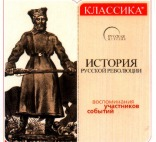 КЛАССИКА
ИСТОРИЯ
РУССКОЙ РЕВОЛЮЦИИ
воспоминания
участников
событий